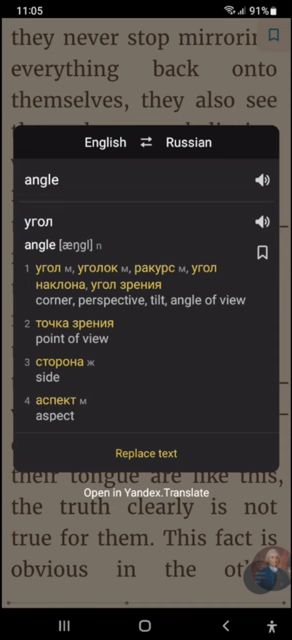 11:05
91%
they never stop mirrorin
everything back onto
themselves, they also see
English
Russian
angle
угол
angle [æŋgl] n
1 угол м, уголок м, ракурс м, угол
наклона, угол зрения
corner, perspective, tilt, angle of view
2 точка зрения
point of view
3 сторона ж
side
4 аспект м
aspect
Replace text
their tongue are like this,
Open in Yandex.Translate
the truth clearly is not
true for them. This fact is
obvious in the ot